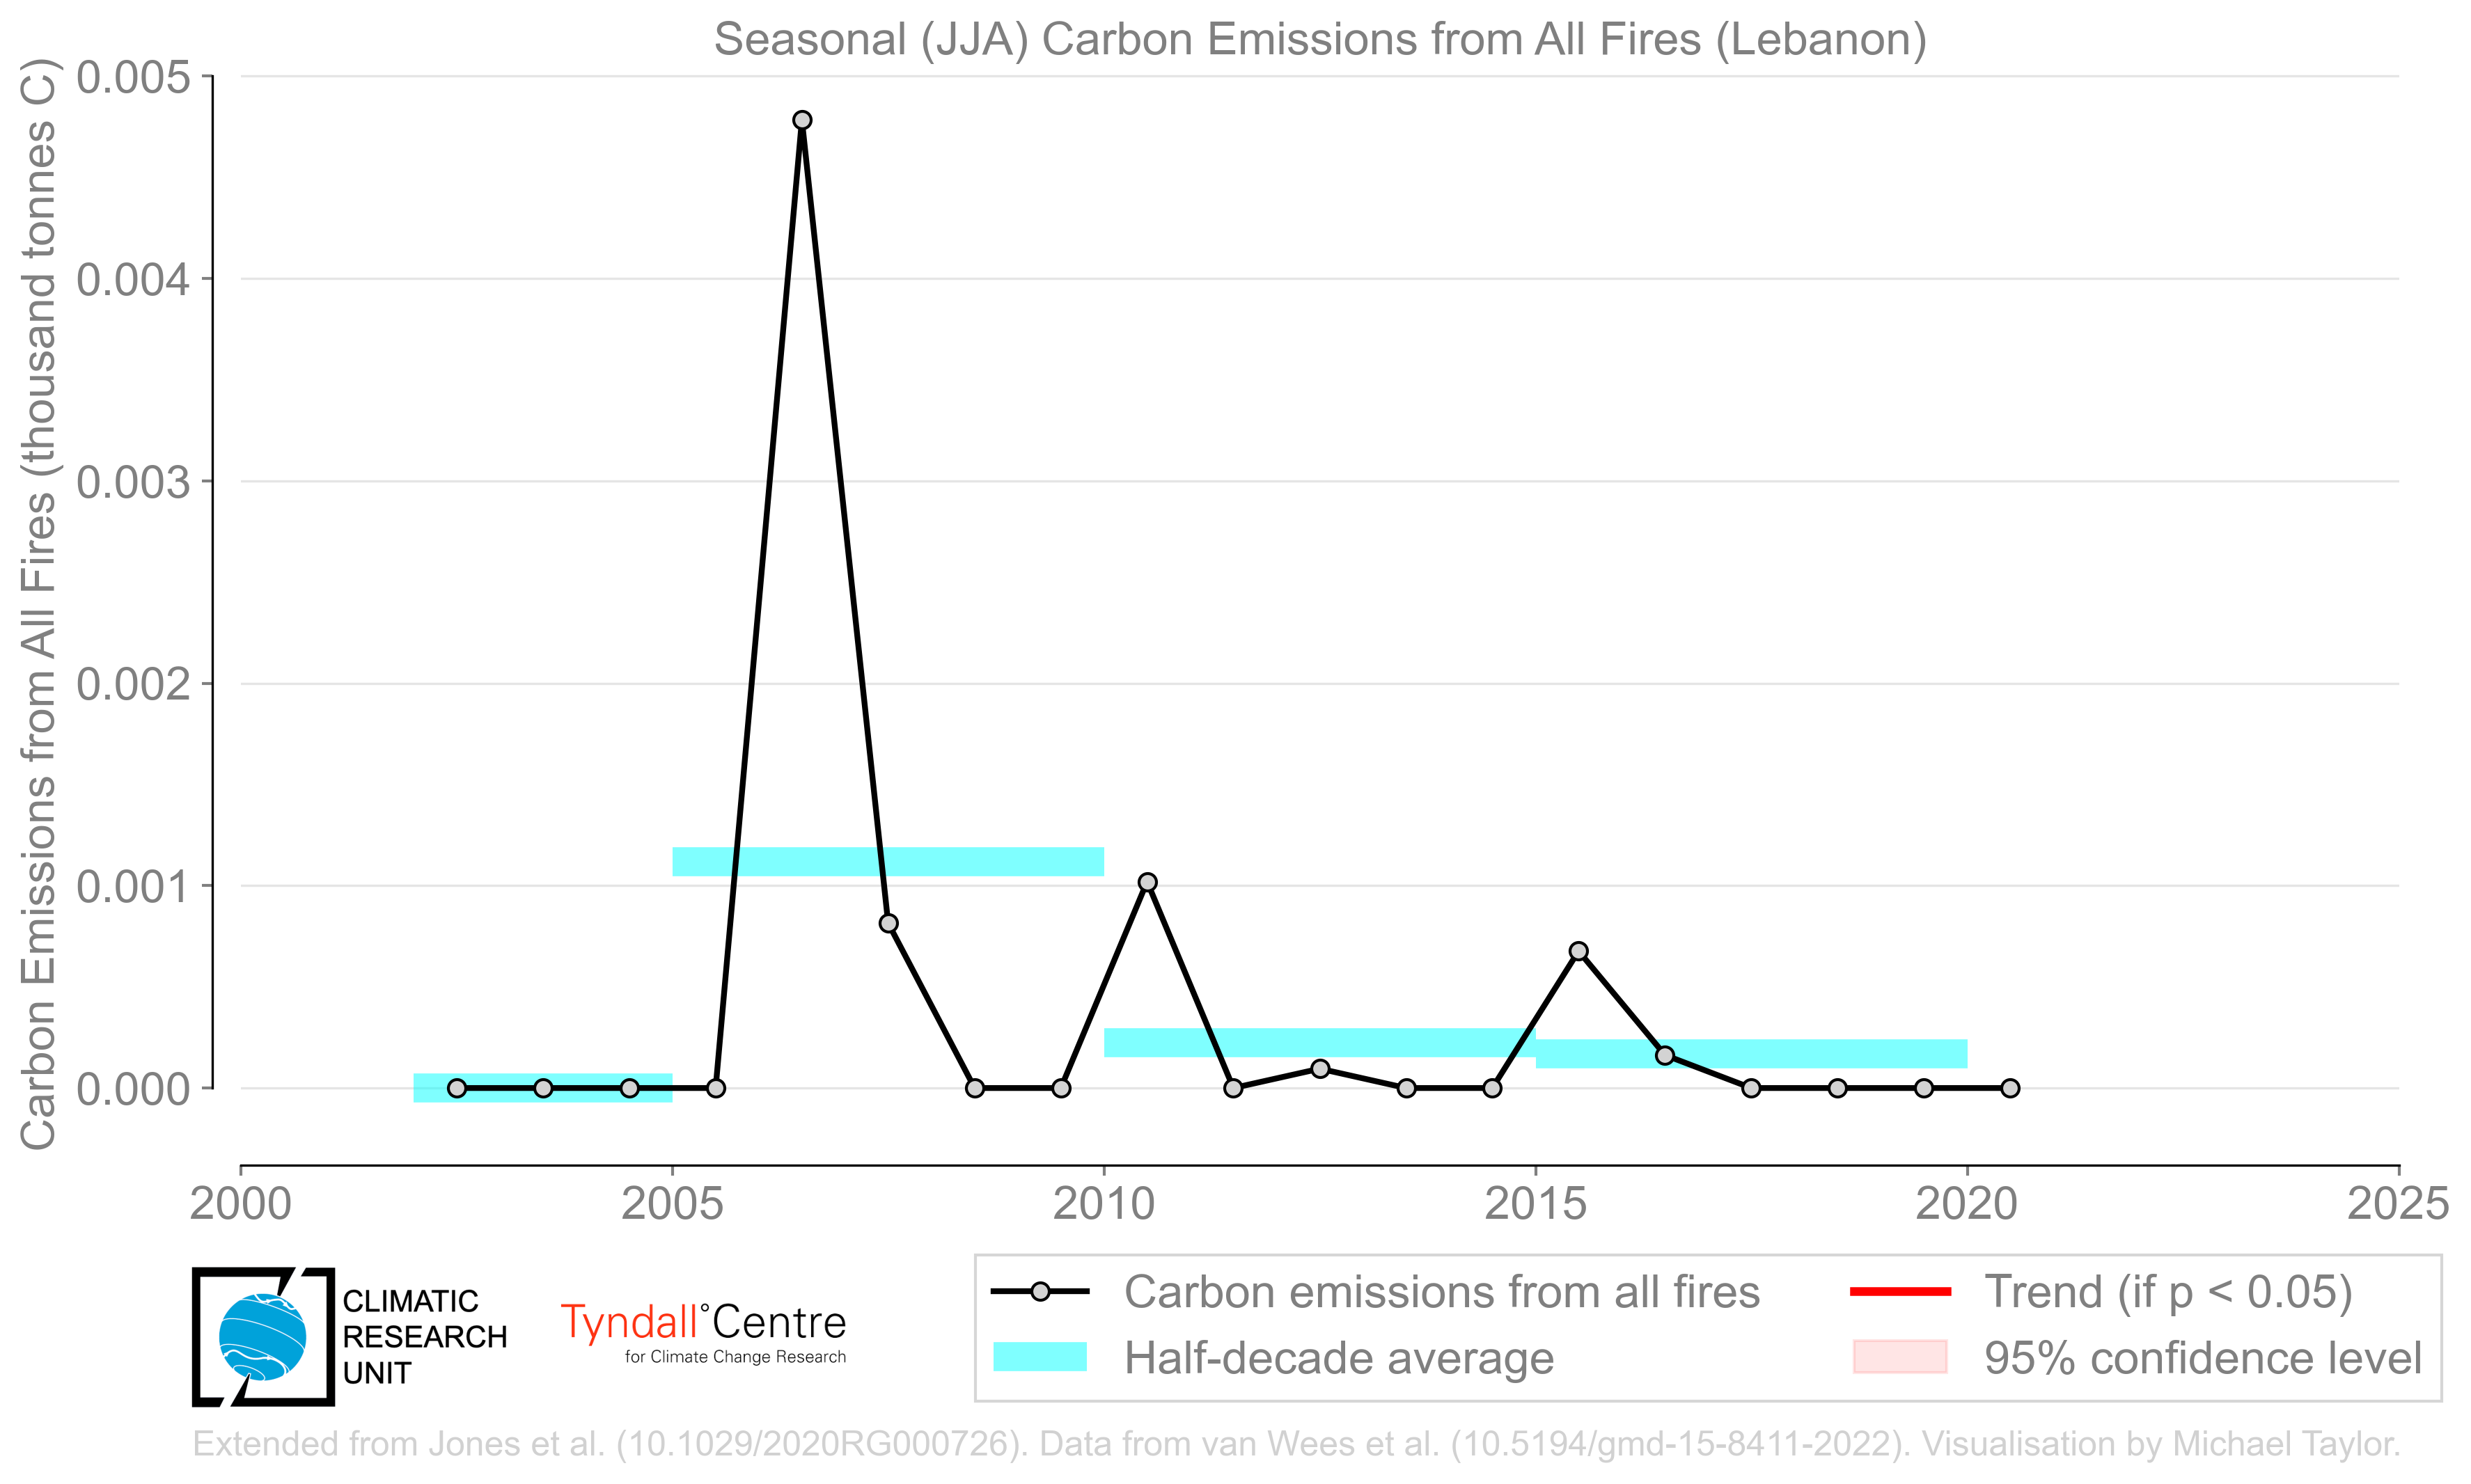 Seasonal (JJA) Carbon Emissions from All Fires (Lebanon)
Carbon Emissions from All Fires (thousand tonnes C)
0.005
0.004
0.003
0.002
0.001
0.000
2000 2005 2010 2015 2020 2025
CLIMATIC
RESEARCH
UNIT
Tyndall°Centre
for Climate Change Research
Carbon emissions from all fires
Half-decade average
Trend (if p < 0.05)
95% confidence level
Extended from Jones et al. (10.1029/2020RG000726). Data from van Wees et al. (10.5194/gmd-15-8411-2022). Visualisation by Michael Taylor.